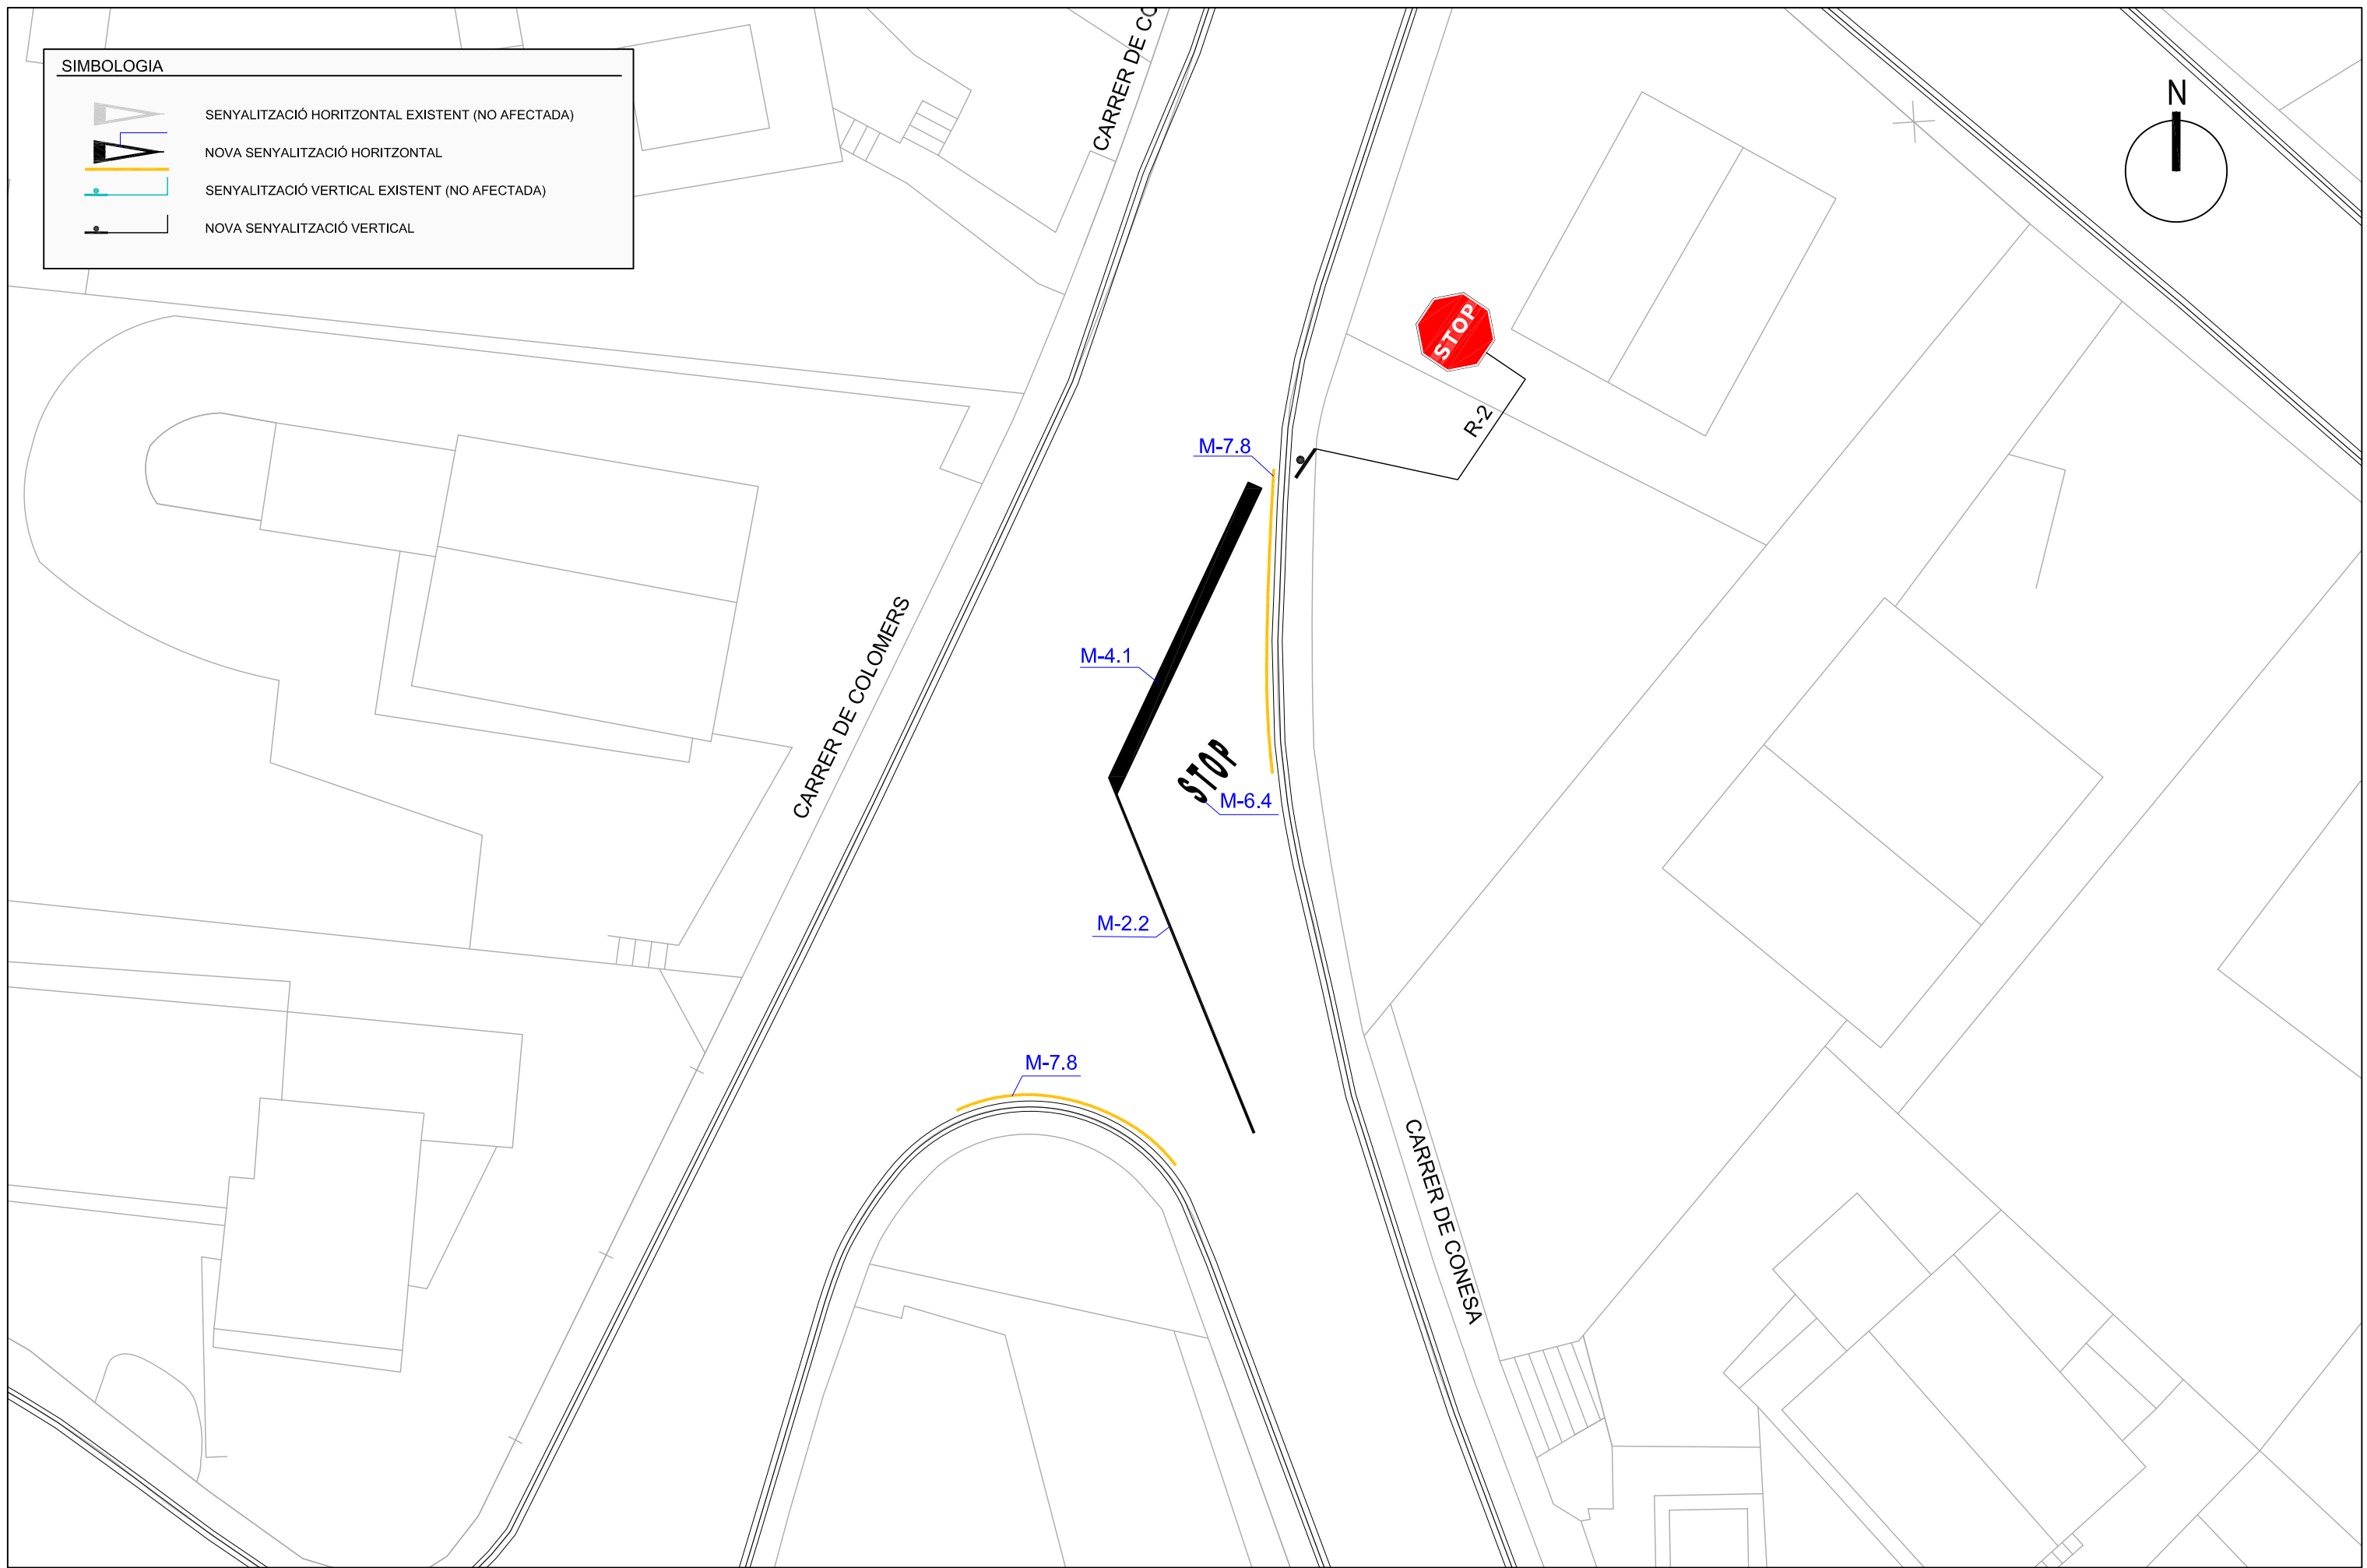 SIMBOLOGIA
SENYALITZACIÓ HORITZONTAL EXISTENT (NO AFECTADA)
NOVA SENYALITZACIÓ HORITZONTAL
SENYALITZACIÓ VERTICAL EXISTENT (NO AFECTADA)
NOVA SENYALITZACIÓ VERTICAL
CARRER DE CO
N
STOP
R-2
M-7.8
M-4.1
CARRER DE COLOMERS
STOP
M-6.4
M-2.2
M-7.8
CARRER DE CONESA